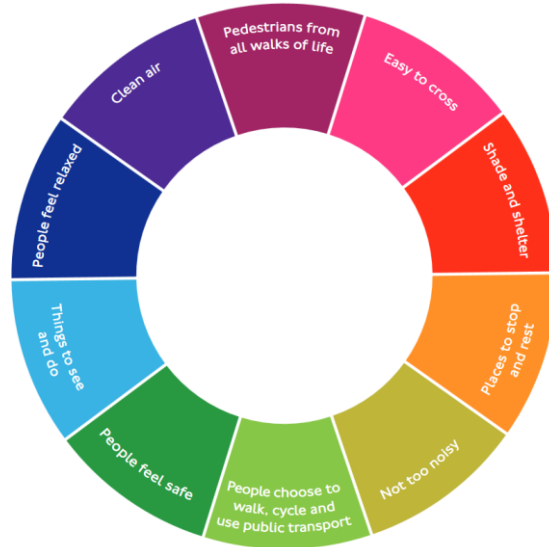 Pedestrians from
all walks of life
Easy to cross
Shade and shelter
Places to stop
and rest
Not too noisy
People choose to
walk, cycle and
use public transport
People feel safe
Things to see
and do
People feel relaxed
Clean air